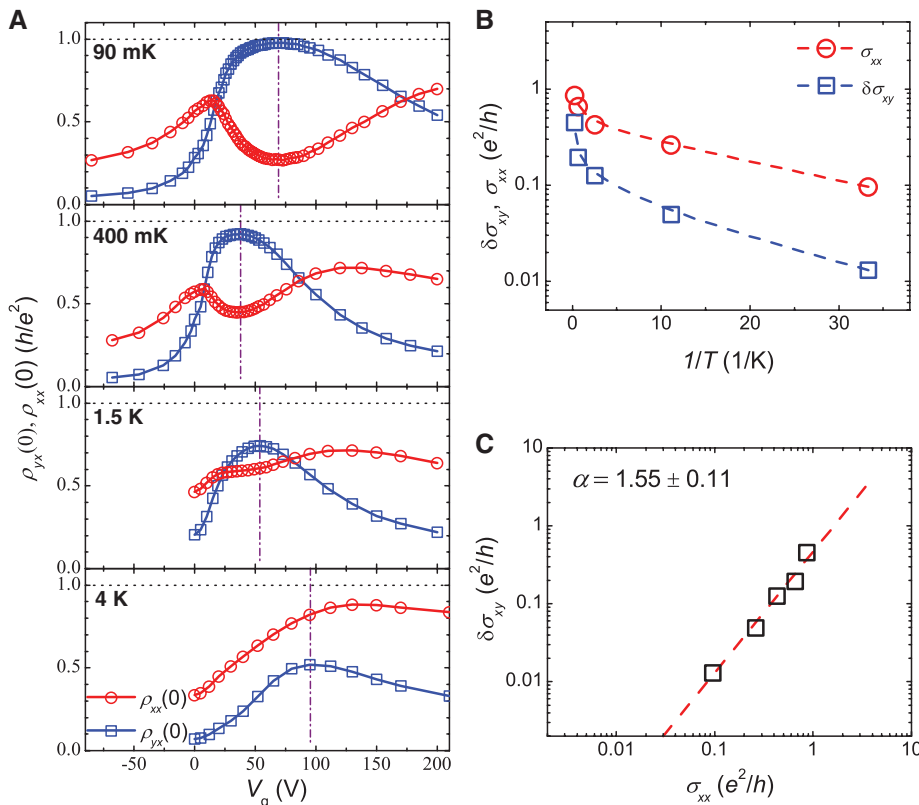 A
90 mK
1.0
0.5
0.0
400 mK
1.0
0.5
0.0
1.5 K
1.0
0.5
0.0
4 K
1.0
0.5
0.0
ρxx(0)
ρyx(0)
-50 0 50 100 150 200
Vg (V)
ρyx(0), ρxx(0) (h/e²)
B
σxx
δσxy
1
0.1
0.01
0 10 20 30
1/T (1/K)
δσxy, σxx (e²/h)
C
α = 1.55 ± 0.11
10
1
0.1
0.01
0.01 0.1 1 10
σxx (e²/h)
δσxy (e²/h)